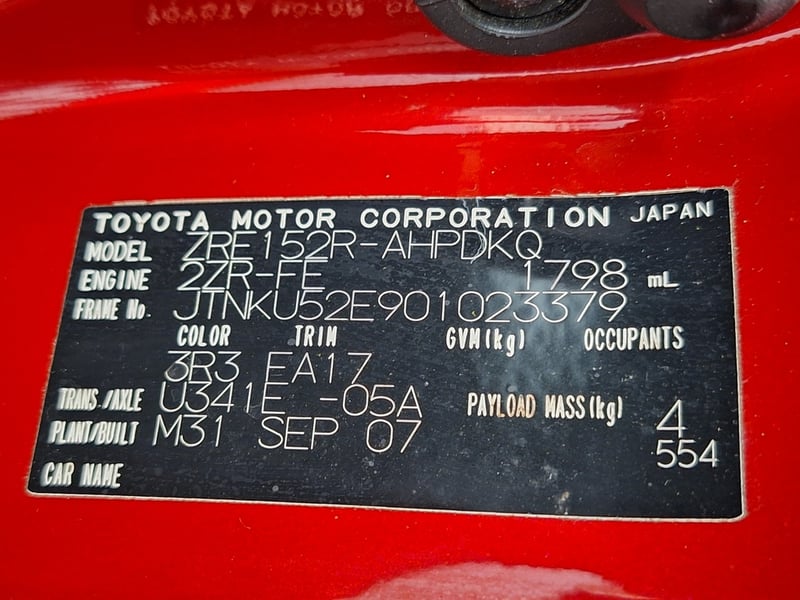 TOYOTA MOTOR CORPORATION JAPAN
MODEL ZRE152R-AHPDKQ
ENGINE 2ZR-FE 1798 mL
FRAME No. JTNKU52E901023379
COLOR TRIM GVM(kg) OCCUPANTS
3R3 EA17
TRANS./AXLE U341E -05A PAYLOAD MASS(kg) 4
PLANT/BUILT M31 SEP 07 554
CAR NAME